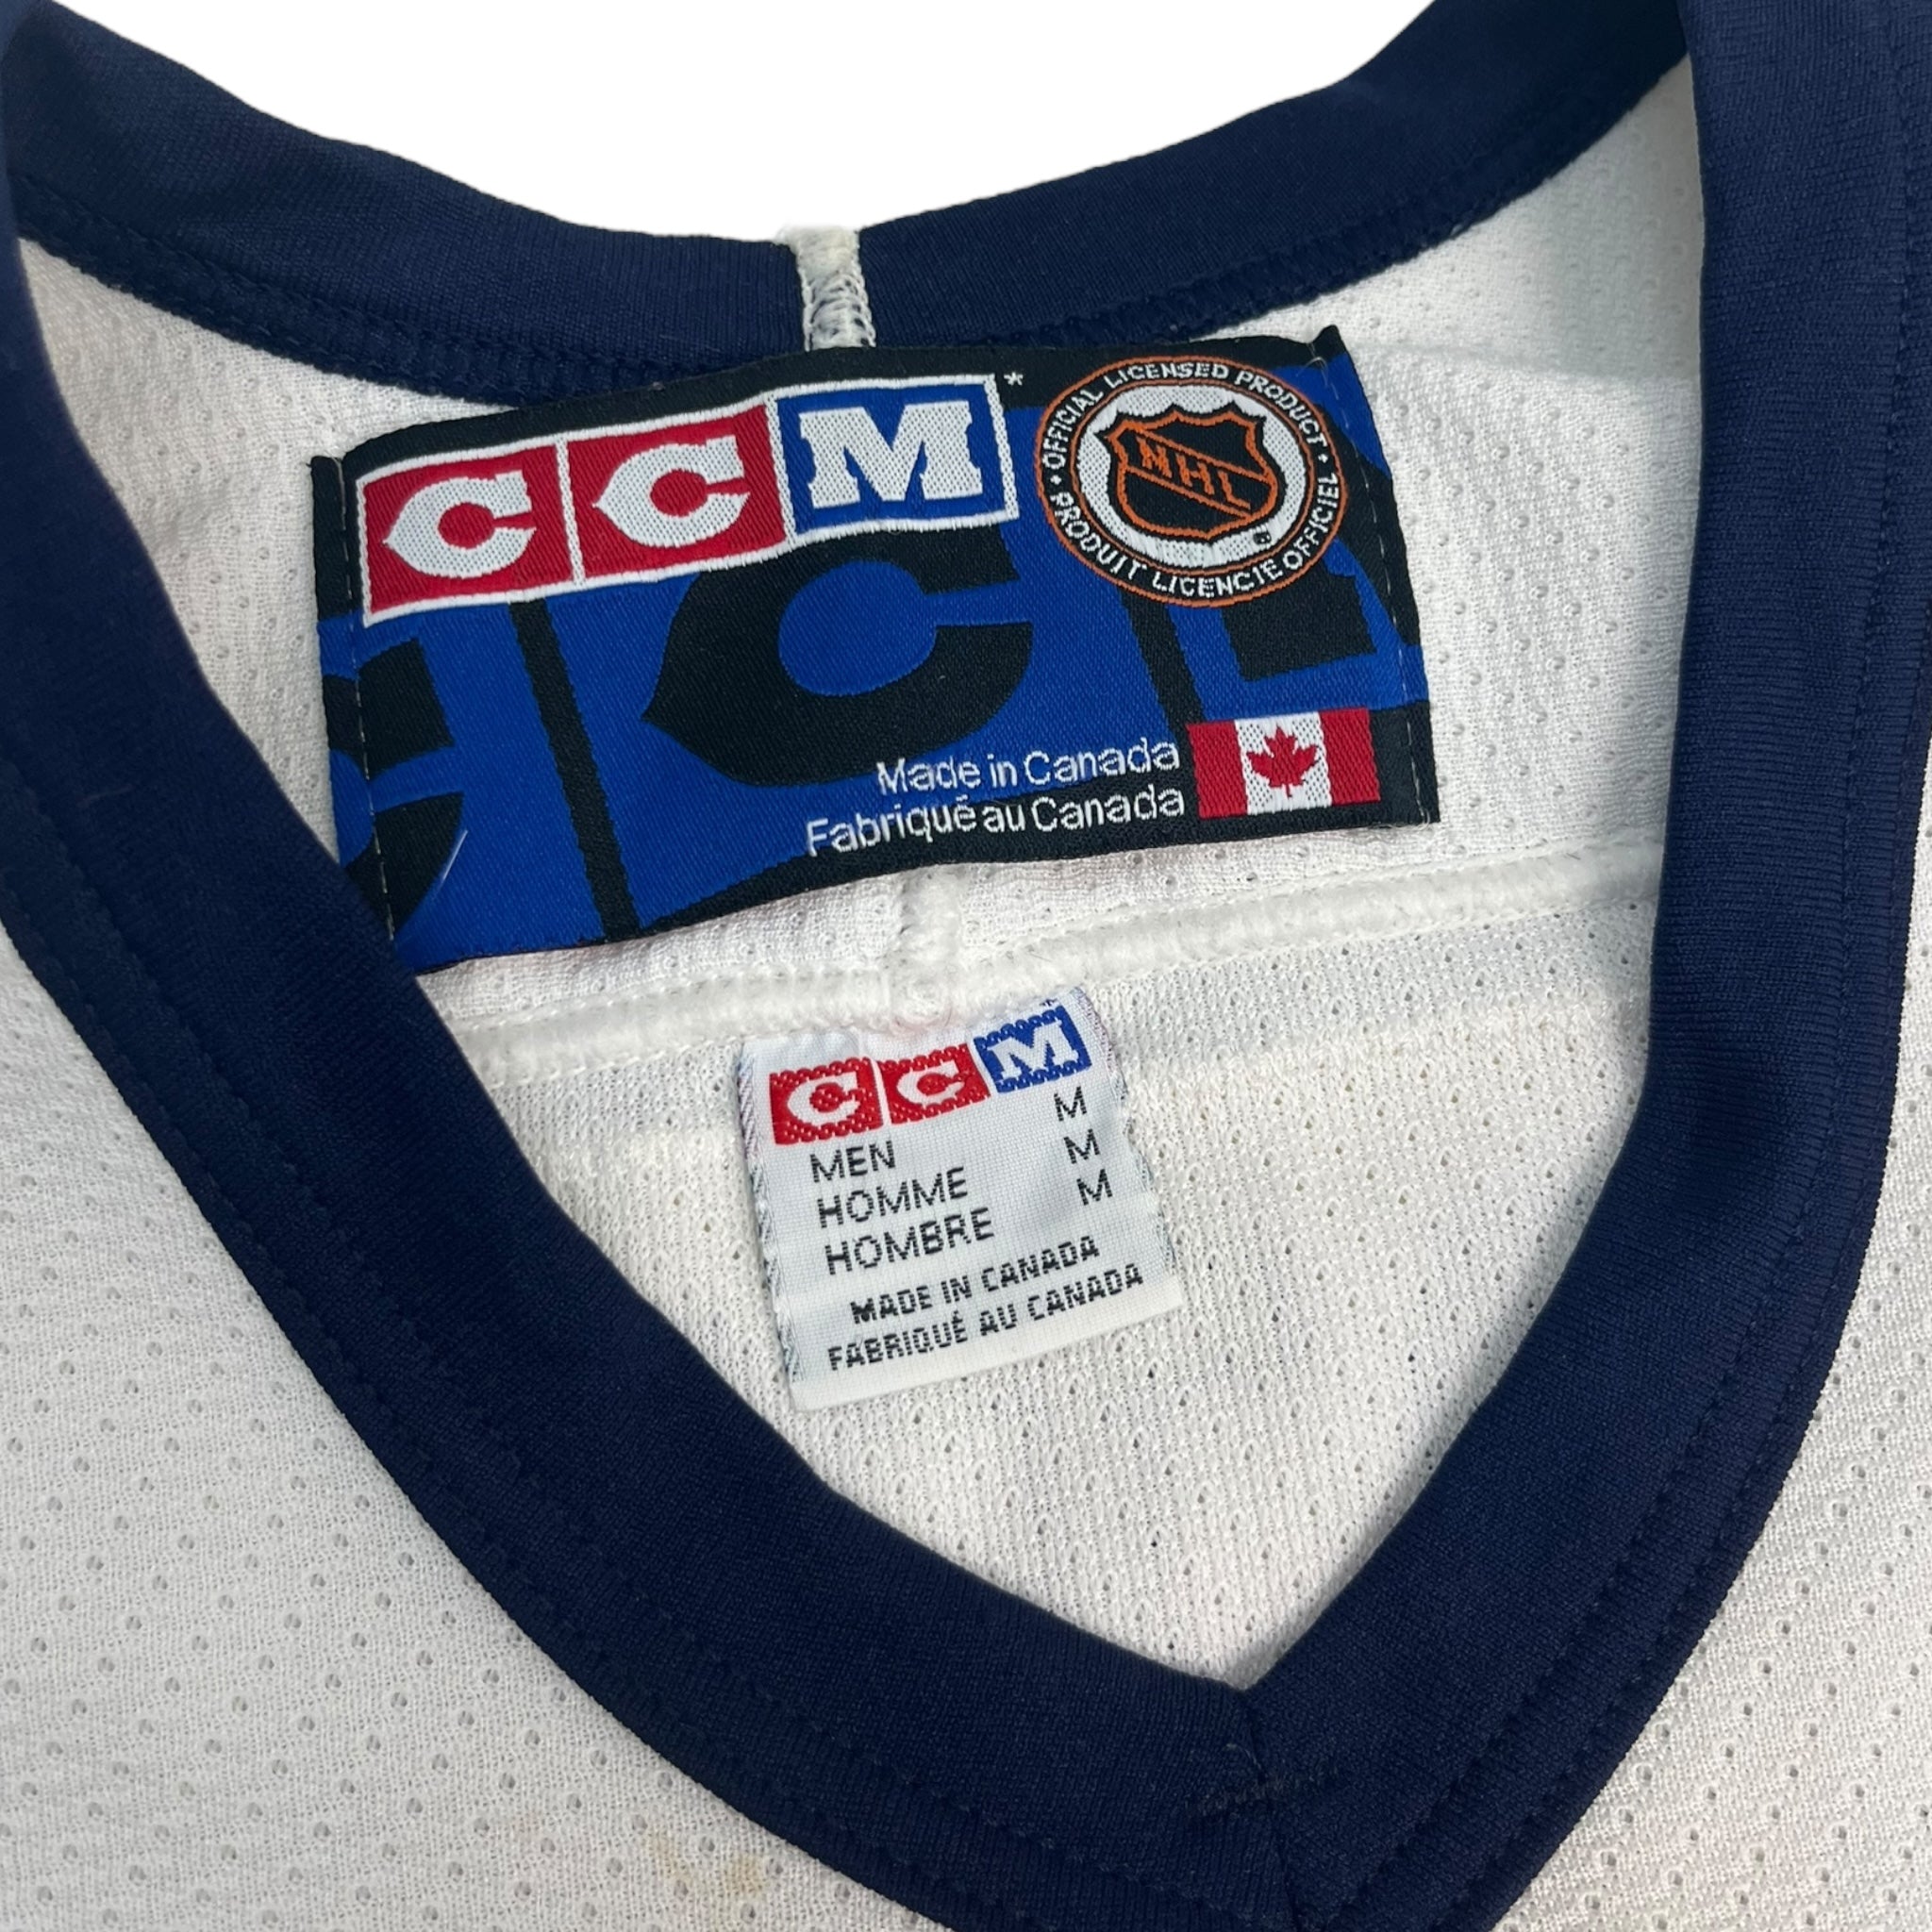 CCM*
OFFICIAL LICENSED PRODUCT
NHL
PRODUIT LICENCIE OFFICIEL
Made in Canada
Fabriqué au Canada
CCM
MEN M
HOMME M
HOMBRE M
MADE IN CANADA
FABRIQUÉ AU CANADA